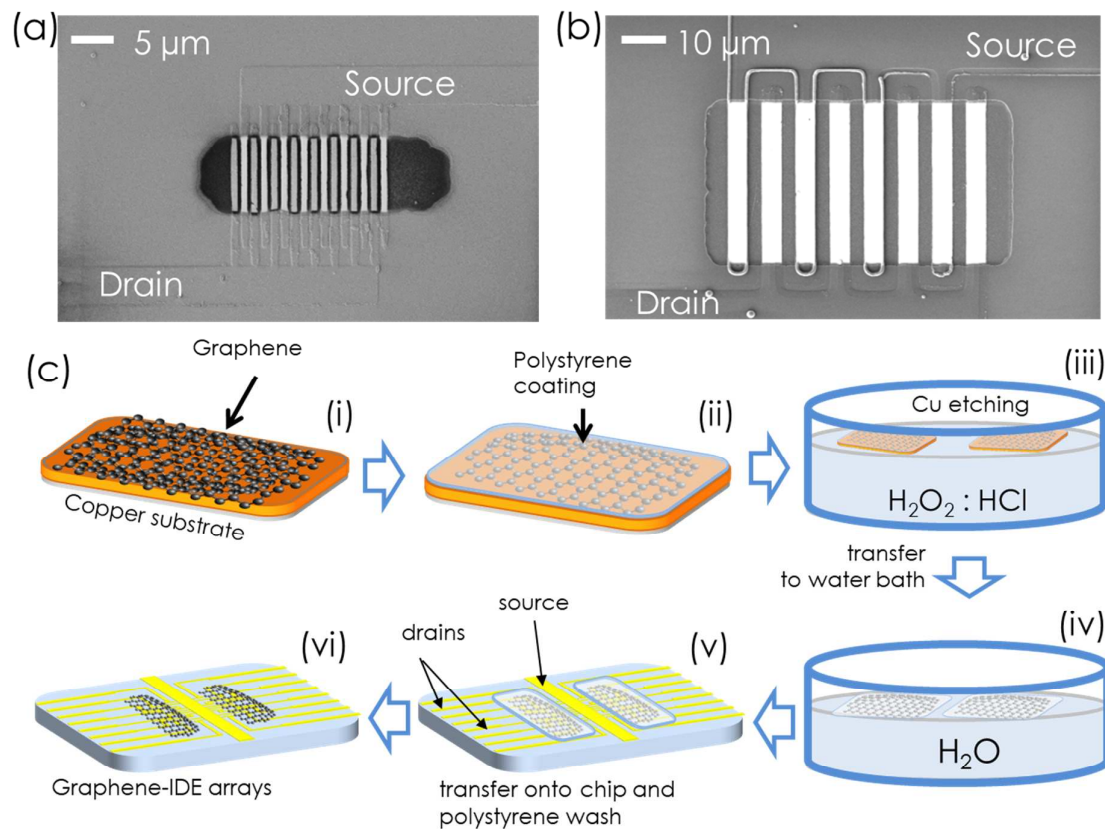 (a)
5 µm
Source
Drain
(b)
10 µm
Source
Drain
(c)
Graphene
(i)
Copper substrate
Polystyrene
coating
(ii)
(iii)
Cu etching
H₂O₂ : HCl
transfer
to water bath
(iv)
H₂O
source
drains
(v)
transfer onto chip and
polystyrene wash
(vi)
Graphene-IDE arrays